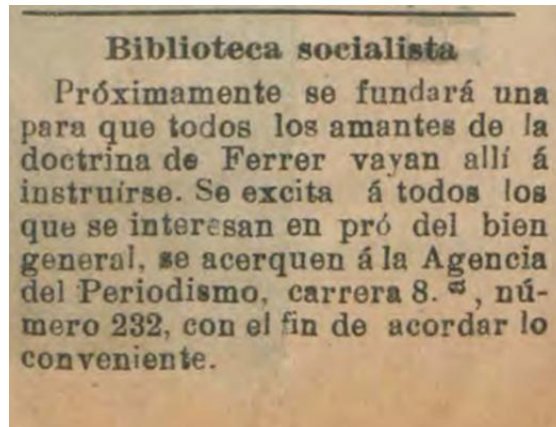 Biblioteca socialista
Próximamente se fundará una
para que todos los amantes de la
doctrina de Ferrer vayan allí á
instruírse. Se excita á todos los
que se interesan en pró del bien
general, se acerquen á la Agencia
del Periodismo, carrera 8.ª, nú-
mero 232, con el fin de acordar lo
conveniente.